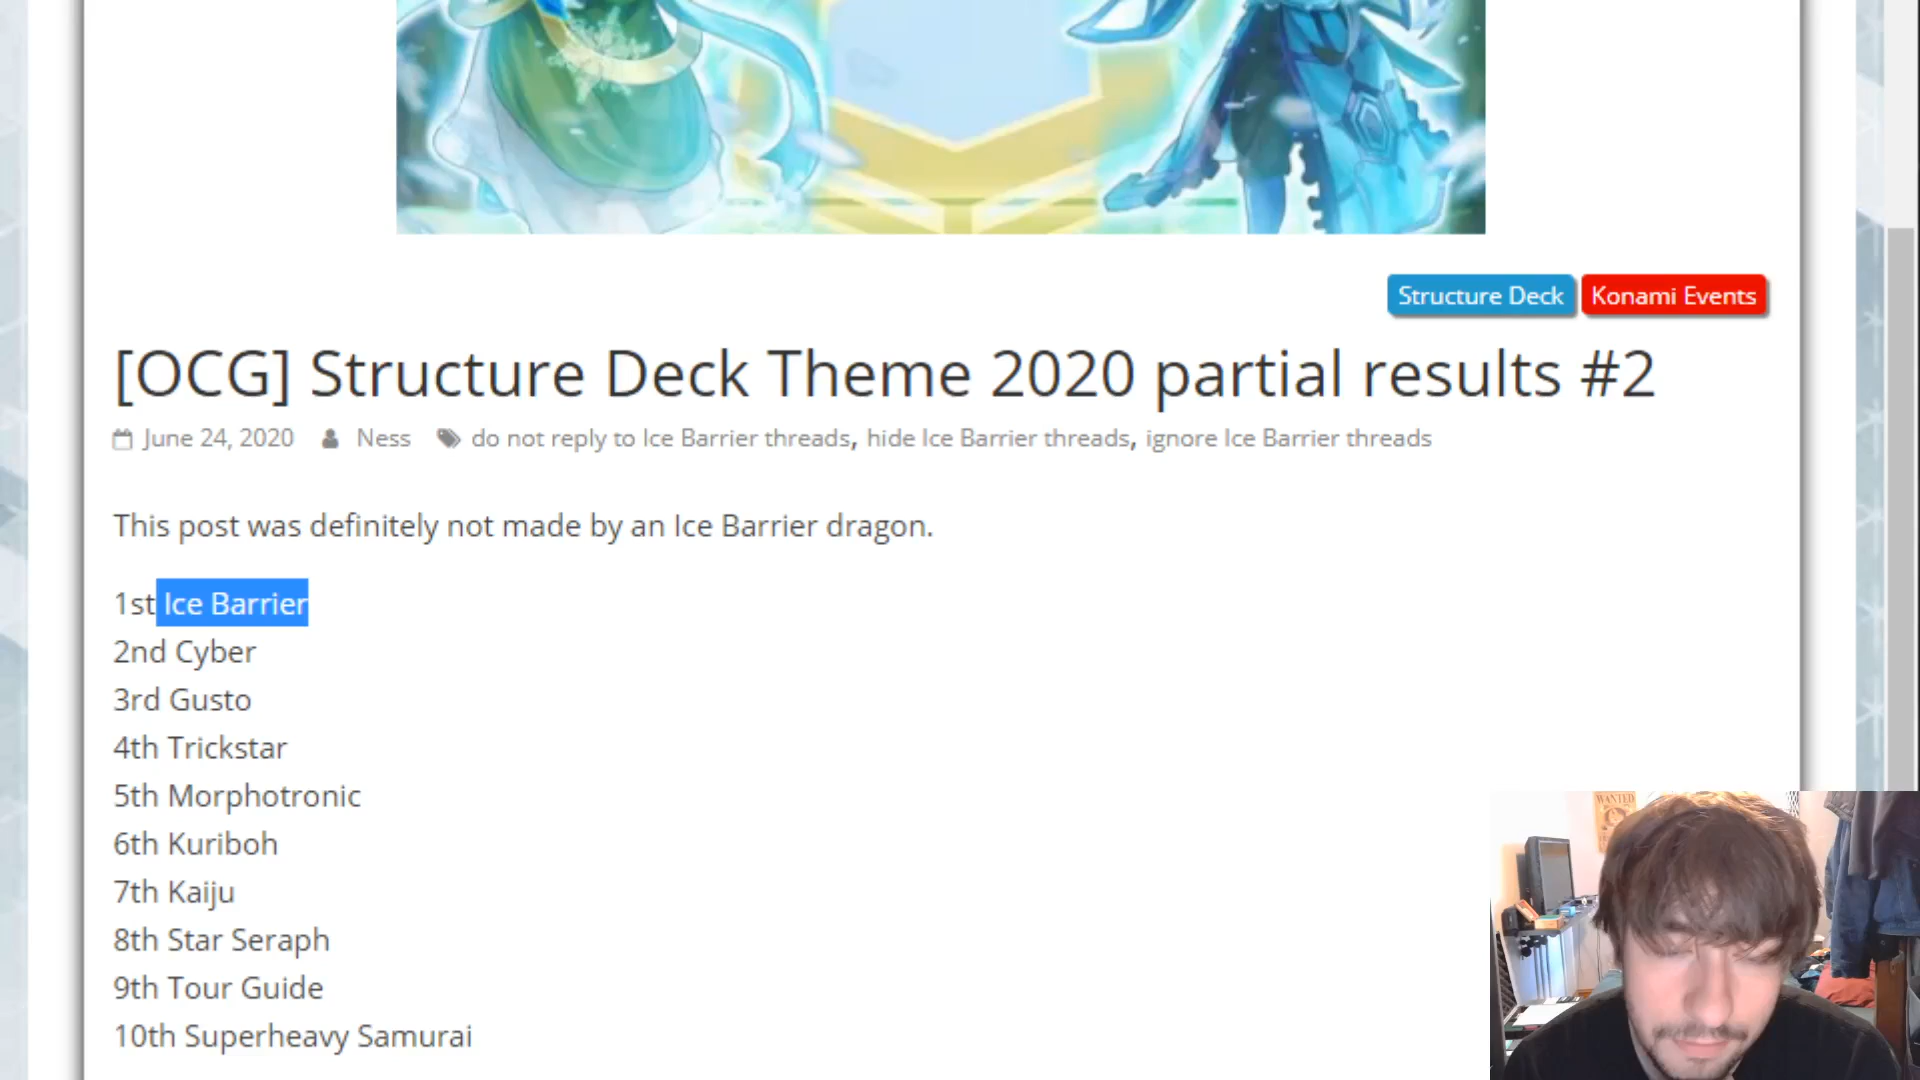 Structure Deck Konami Events
[OCG] Structure Deck Theme 2020 partial results #2
June 24, 2020 Ness do not reply to Ice Barrier threads, hide Ice Barrier threads, ignore Ice Barrier threads
This post was definitely not made by an Ice Barrier dragon.
1st Ice Barrier
2nd Cyber
3rd Gusto
4th Trickstar
5th Morphotronic
6th Kuriboh
7th Kaiju
8th Star Seraph
9th Tour Guide
10th Superheavy Samurai
WANTED